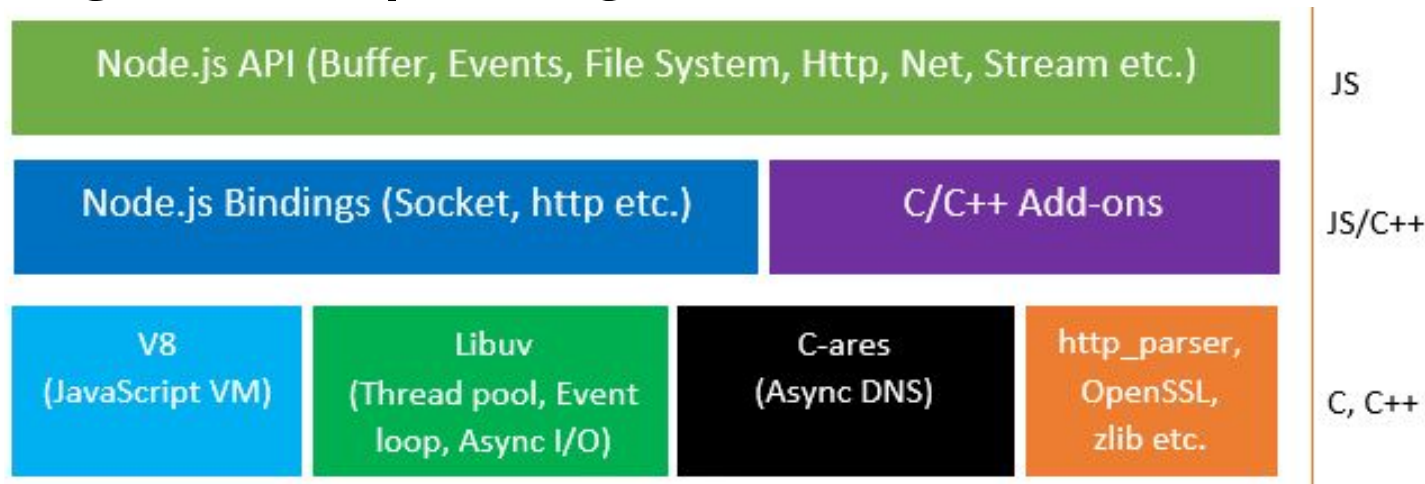 Node.js API (Buffer, Events, File System, Http, Net, Stream etc.)
JS
Node.js Bindings (Socket, http etc.)
C/C++ Add-ons
JS/C++
V8
(JavaScript VM)
Libuv
(Thread pool, Event
loop, Async I/O)
C-ares
(Async DNS)
http_parser,
OpenSSL,
zlib etc.
C, C++